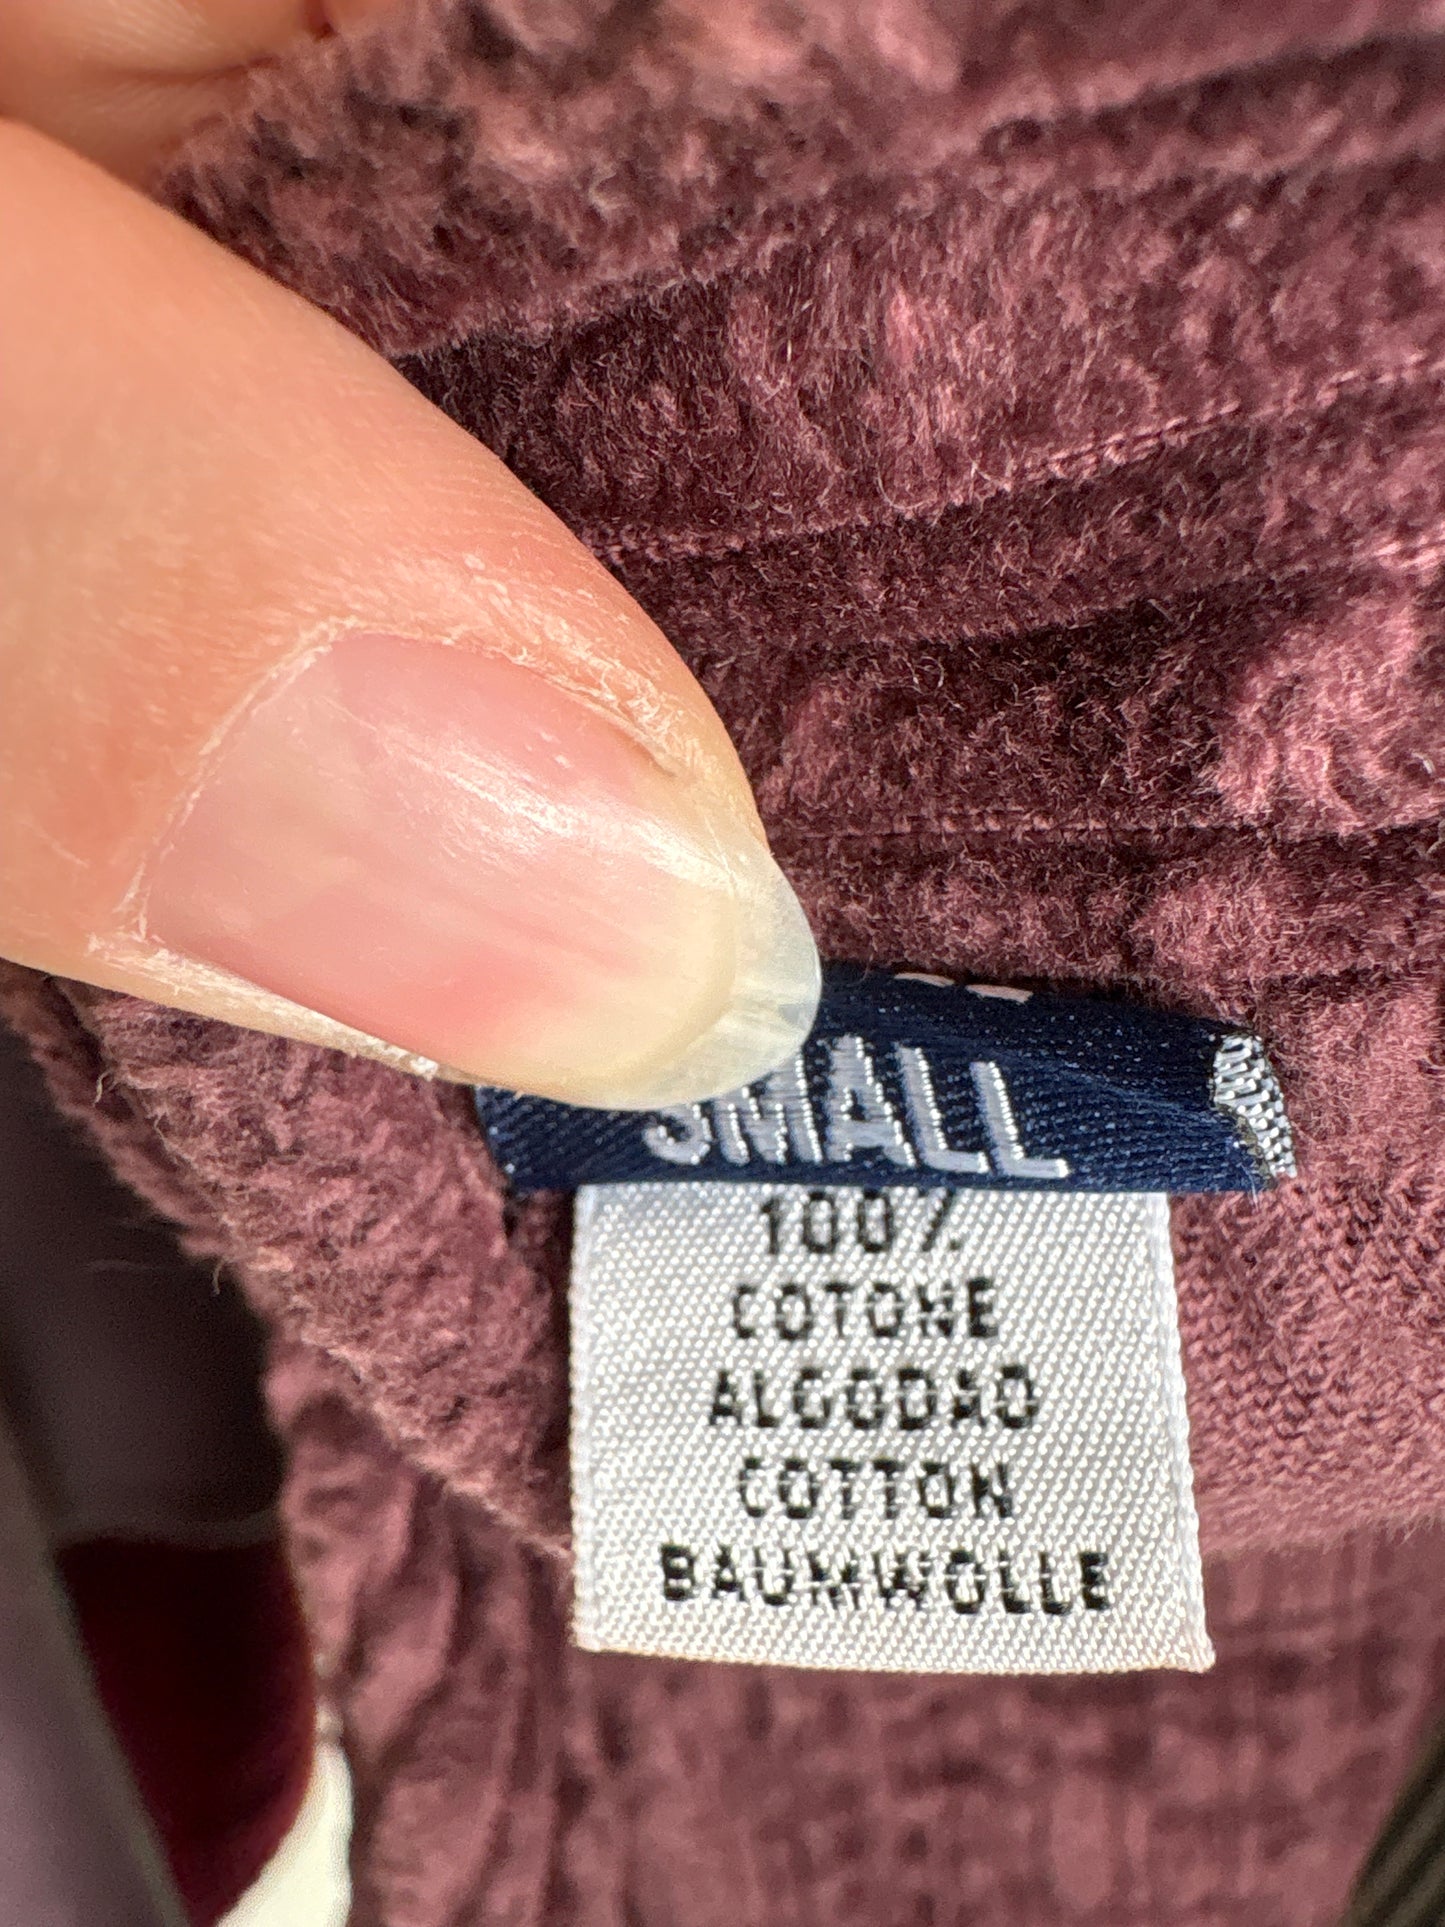 SMALL
100%
COTONE
ALGODAO
COTTON
BAUMWOLLE